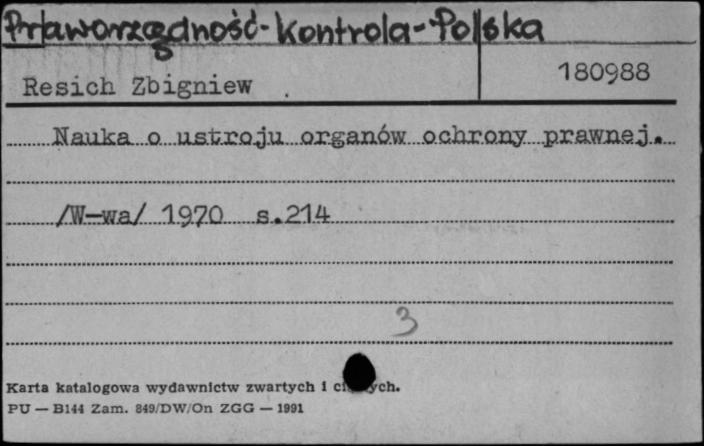 Praworządność-Kontrola-Polska
180988
Resich Zbigniew
Nauka o ustroju organów ochrony prawnej.
/W-wa/ 1970 s.214
3
Karta katalogowa wydawnictw zwartych i
PU — B144 Zam. 849/DW/On ZGG — 1991